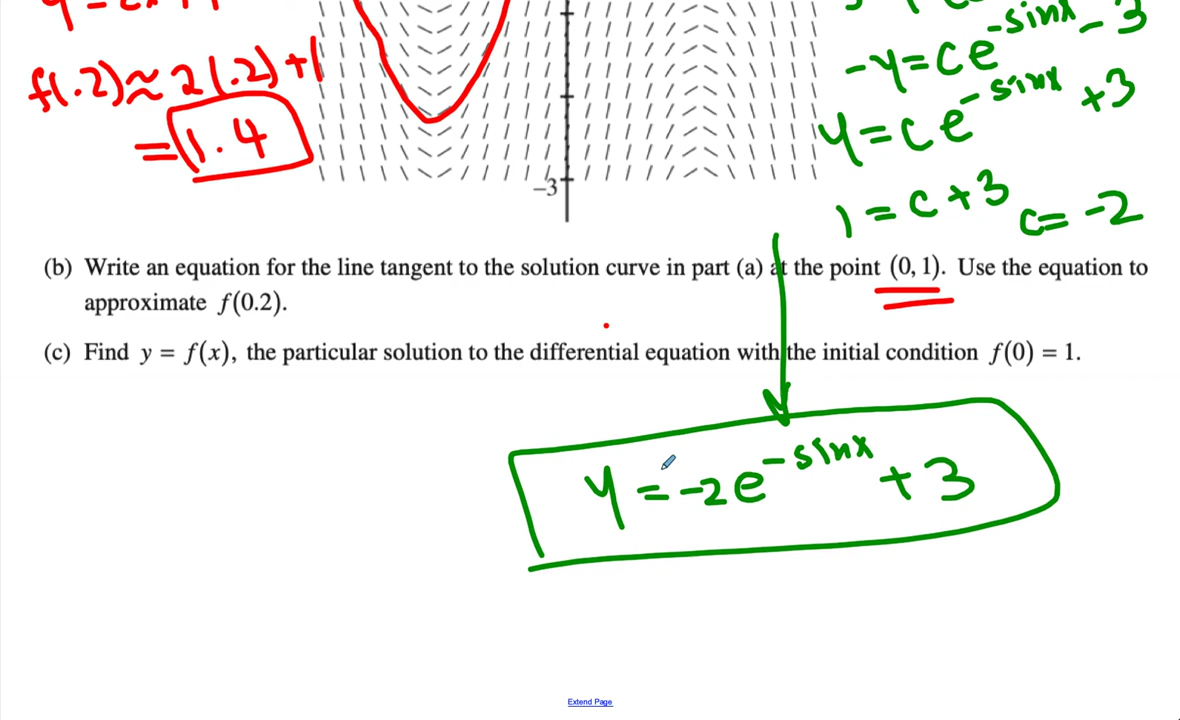 f(.2)≈2(.2)+1
=1.4
-y=ce^-sinx -3
y=ce^-sinx +3
1=c+3 c=-2
-3
(b) Write an equation for the line tangent to the solution curve in part (a) at the point (0, 1). Use the equation to
approximate f(0.2).
(c) Find y = f(x), the particular solution to the differential equation with the initial condition f(0) = 1.
y=-2e^-sinx +3
Extend Page